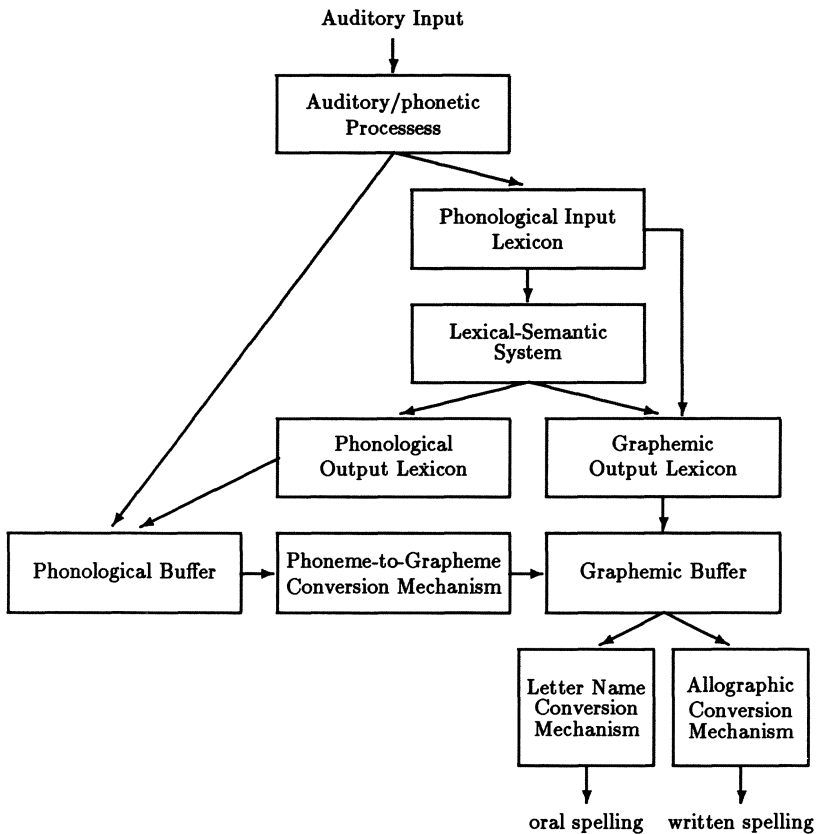 Auditory Input
Auditory/phonetic
Processess
Phonological Input
Lexicon
Lexical-Semantic
System
Phonological
Output Lexicon
Graphemic
Output Lexicon
Phonological Buffer
Phoneme-to-Grapheme
Conversion Mechanism
Graphemic Buffer
Letter Name
Conversion
Mechanism
Allographic
Conversion
Mechanism
oral spelling
written spelling